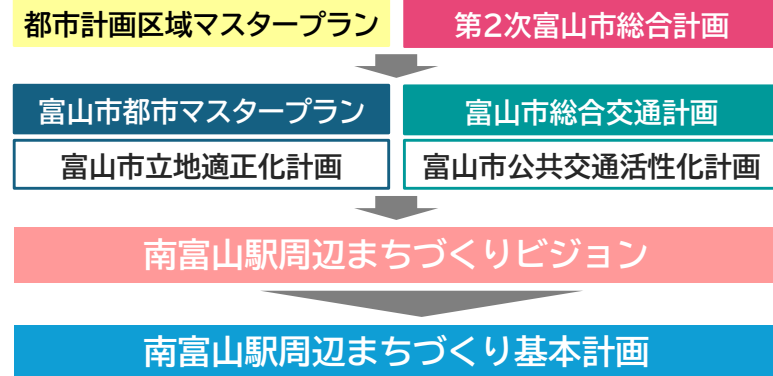 都市計画区域マスタープラン
第2次富山市総合計画
富山市都市マスタープラン
富山市総合交通計画
富山市立地適正化計画
富山市公共交通活性化計画
南富山駅周辺まちづくりビジョン
南富山駅周辺まちづくり基本計画